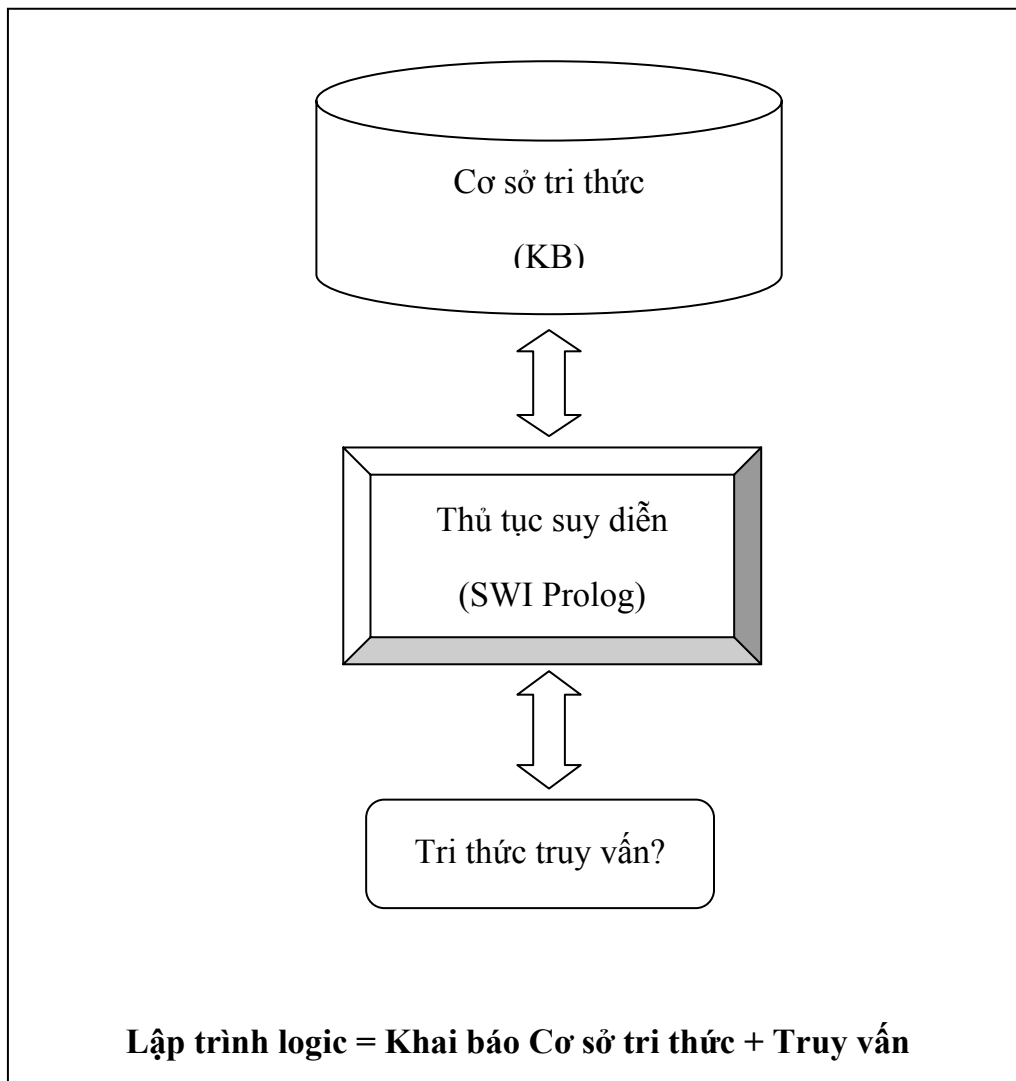 Cơ sở tri thức
(KB)
Thủ tục suy diễn
(SWI Prolog)
Tri thức truy vấn?
Lập trình logic = Khai báo Cơ sở tri thức + Truy vấn